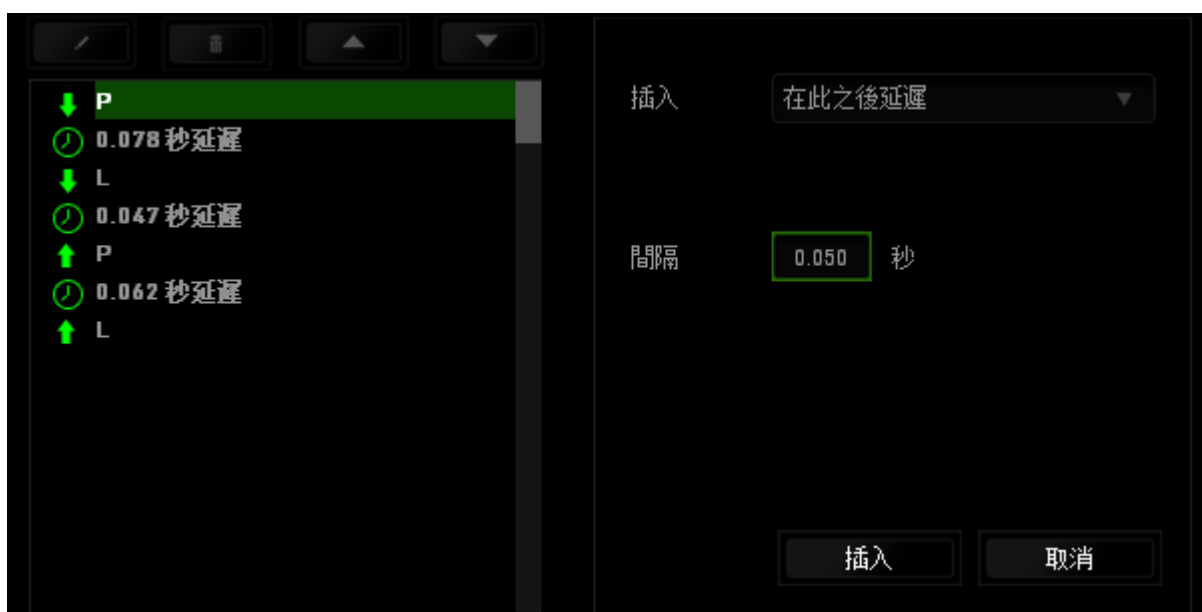 P
0.078 秒延遲
L
0.047 秒延遲
P
0.062 秒延遲
L
插入 在此之後延遲
間隔 0.050 秒
插入 取消